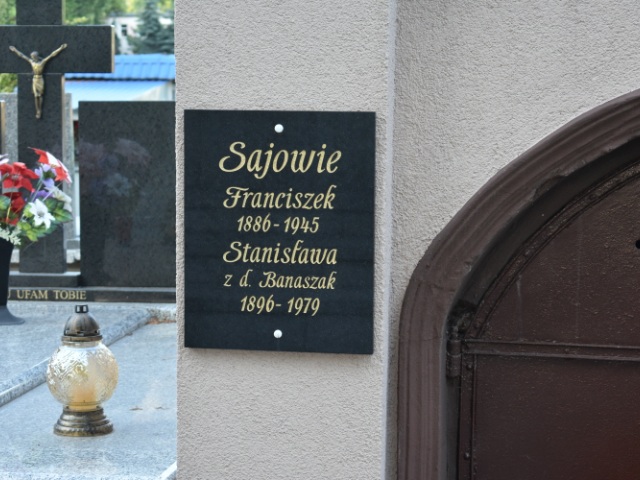 Sajowie
Franciszek
1886-1945
Stanisława
z d. Banaszak
1896-1979
UFAM TOBIE